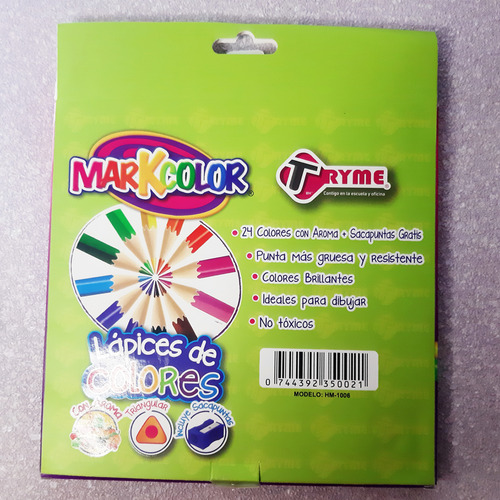 MARKCOLOR
TRYME
Contigo en la escuela y oficina
• 24 Colores con Aroma + Sacapuntas Gratis
• Punta más gruesa y resistente
• Colores Brillantes
• Ideales para dibujar
• No tóxicos
Lápices de
COLORES
Con Aroma
Triangular
Incluye Sacapuntas
0 744392 350021
MODELO: HM-1006